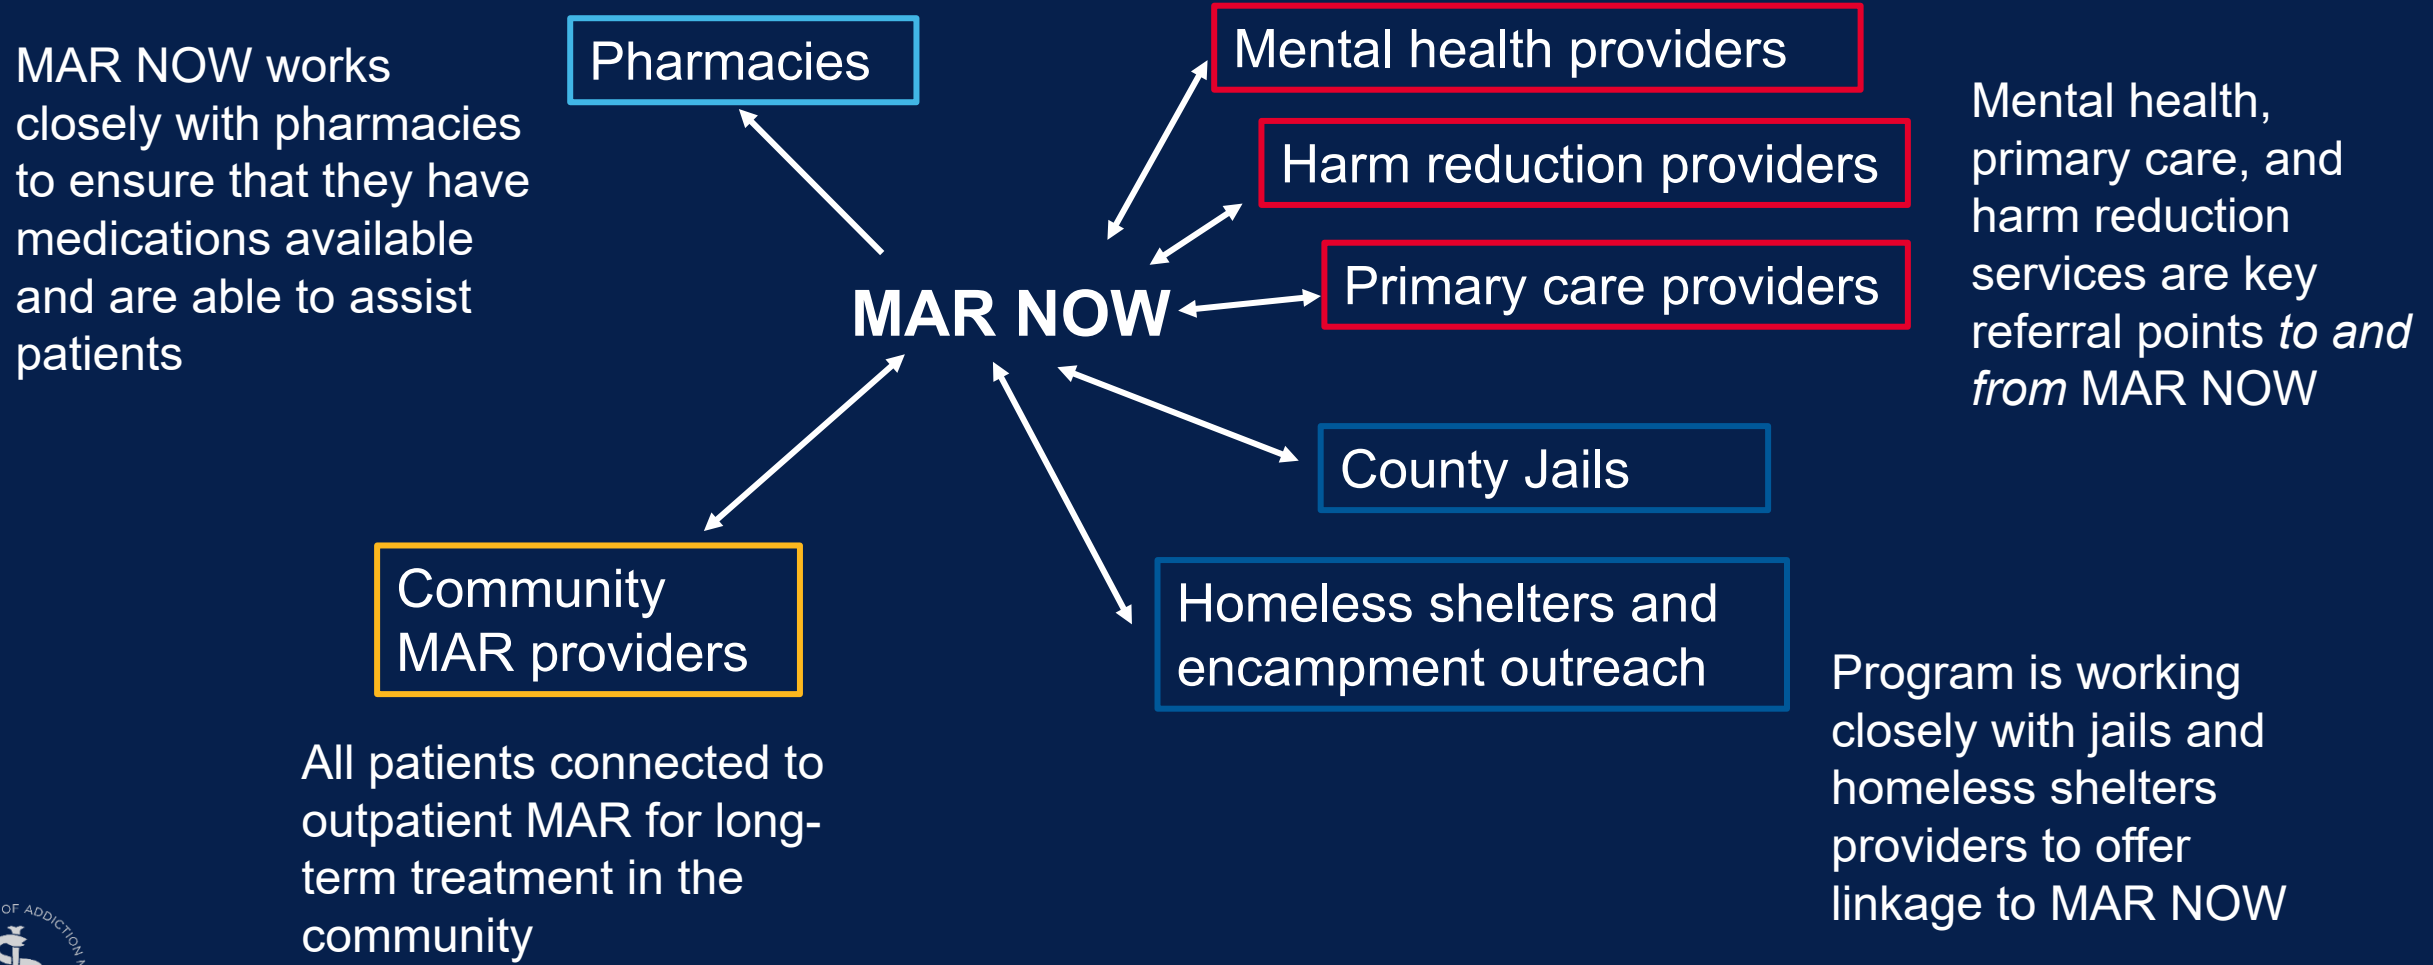 MAR NOW works
closely with pharmacies
to ensure that they have
medications available
and are able to assist
patients
Pharmacies
Mental health providers
Harm reduction providers
Primary care providers
Mental health,
primary care, and
harm reduction
services are key
referral points to and
from MAR NOW
MAR NOW
County Jails
Community
MAR providers
Homeless shelters and
encampment outreach
All patients connected to
outpatient MAR for long-
term treatment in the
community
Program is working
closely with jails and
homeless shelters
providers to offer
linkage to MAR NOW
OF ADDICTION